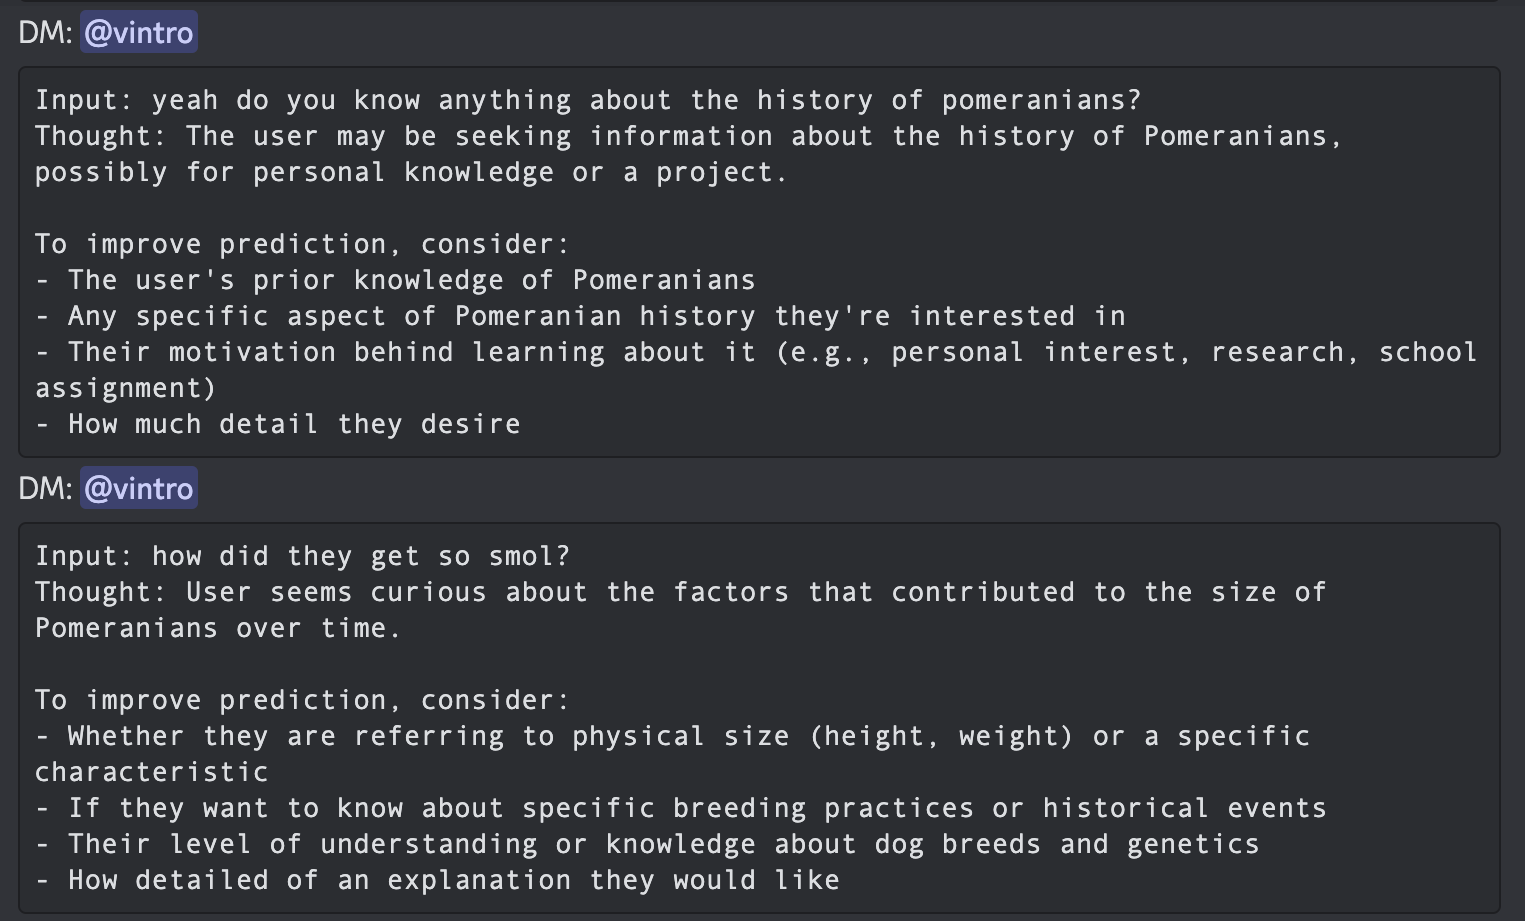 DM: @vintro
Input: yeah do you know anything about the history of pomeranians?
Thought: The user may be seeking information about the history of Pomeranians,
possibly for personal knowledge or a project.
To improve prediction, consider:
- The user's prior knowledge of Pomeranians
- Any specific aspect of Pomeranian history they're interested in
- Their motivation behind learning about it (e.g., personal interest, research, school
assignment)
- How much detail they desire
DM: @vintro
Input: how did they get so smol?
Thought: User seems curious about the factors that contributed to the size of
Pomeranians over time.
To improve prediction, consider:
- Whether they are referring to physical size (height, weight) or a specific
characteristic
- If they want to know about specific breeding practices or historical events
- Their level of understanding or knowledge about dog breeds and genetics
- How detailed of an explanation they would like